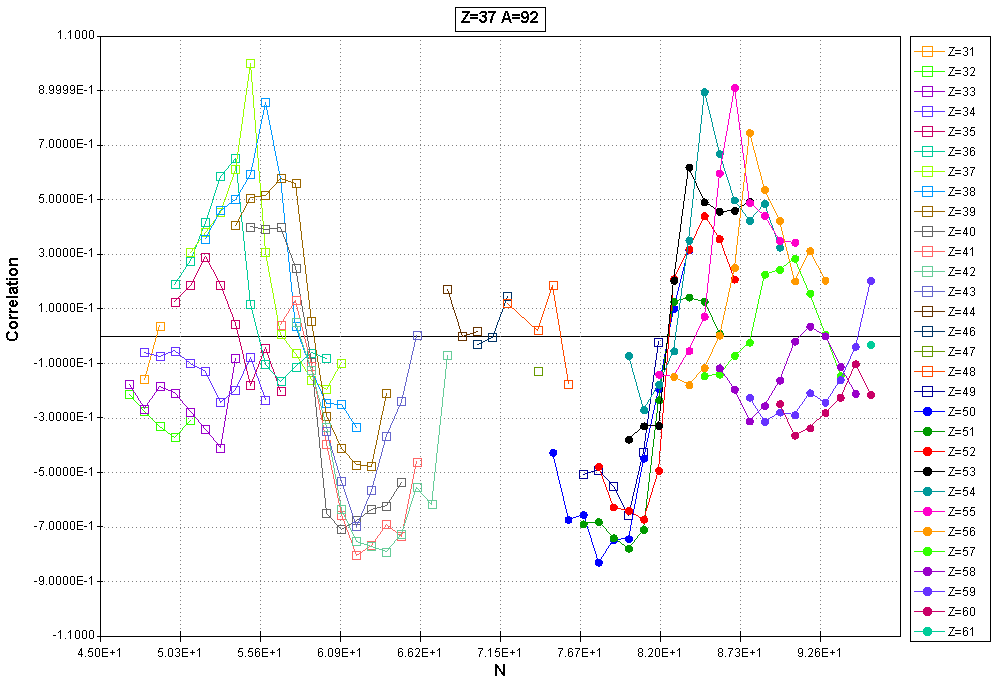 Z=37 A=92
1.1000
8.9999E-1
7.0000E-1
5.0000E-1
3.0000E-1
1.0000E-1
-1.0000E-1
-3.0000E-1
-5.0000E-1
-7.0000E-1
-9.0000E-1
-1.1000
Correlation
4.50E+1 5.03E+1 5.56E+1 6.09E+1 6.62E+1 7.15E+1 7.67E+1 8.20E+1 8.73E+1 9.26E+1
N
Z=31
Z=32
Z=33
Z=34
Z=35
Z=36
Z=37
Z=38
Z=39
Z=40
Z=41
Z=42
Z=43
Z=44
Z=46
Z=47
Z=48
Z=49
Z=50
Z=51
Z=52
Z=53
Z=54
Z=55
Z=56
Z=57
Z=58
Z=59
Z=60
Z=61